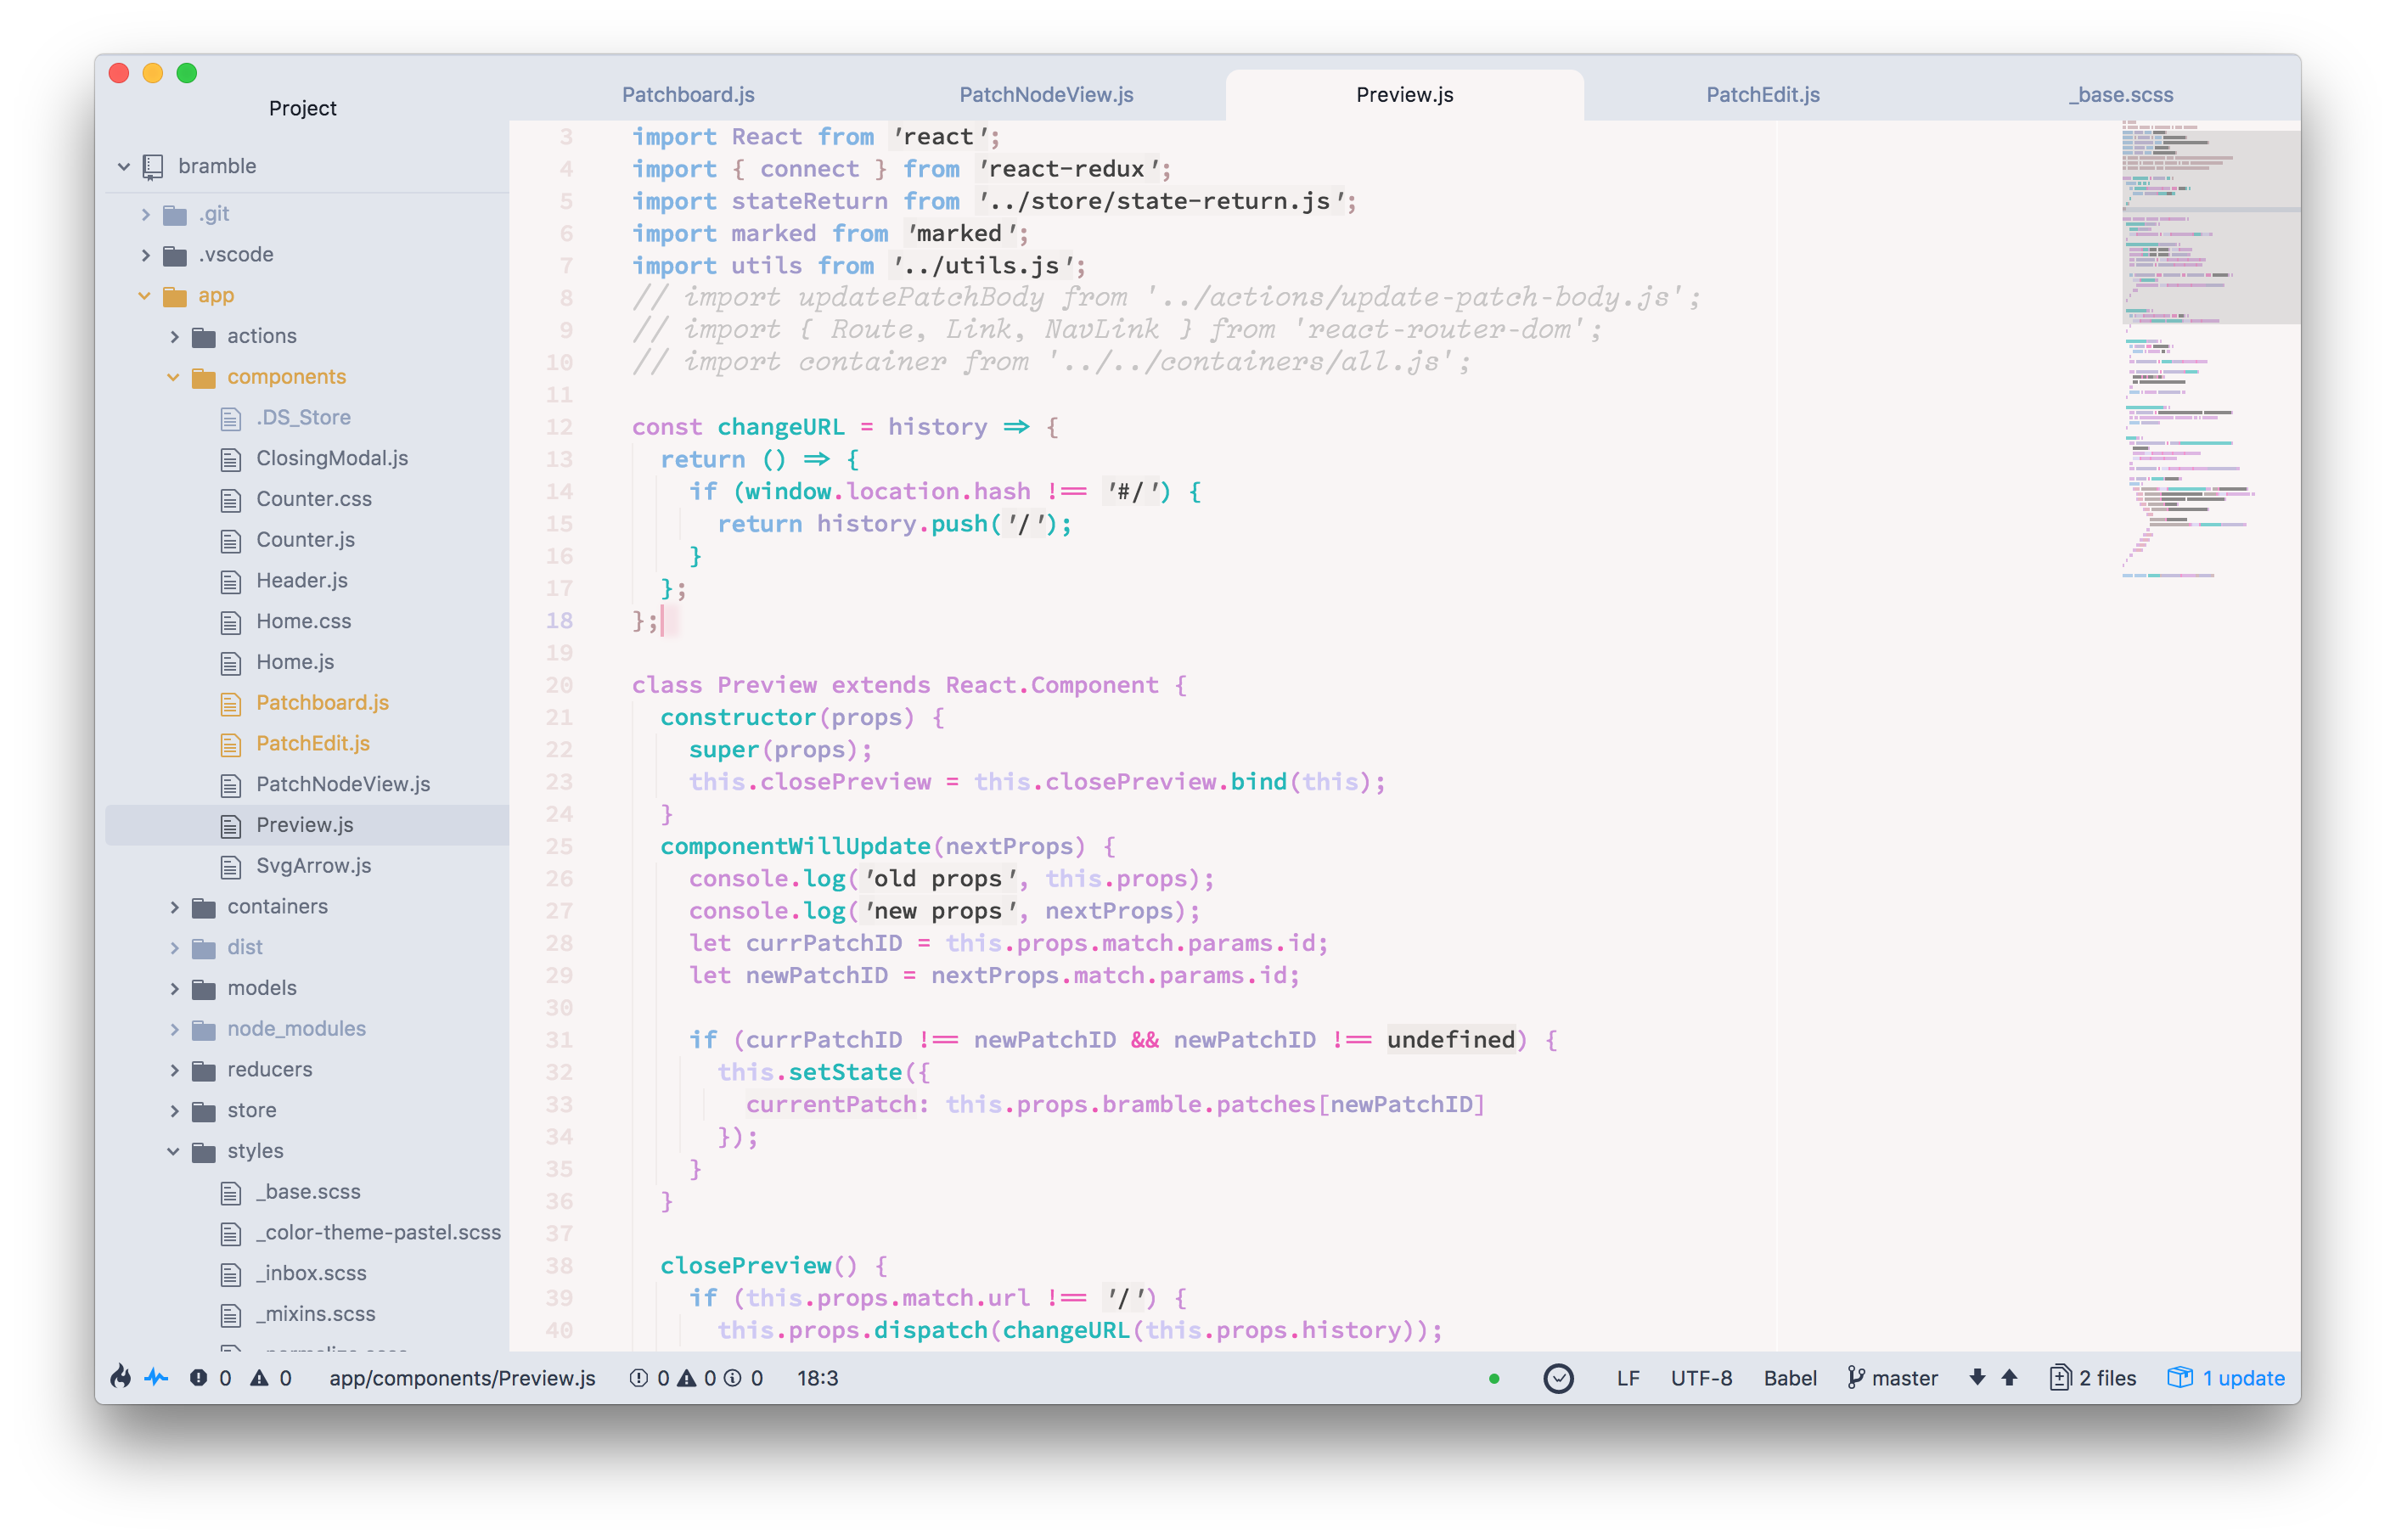 Project
bramble
.git
.vscode
app
actions
components
.DS_Store
ClosingModal.js
Counter.css
Counter.js
Header.js
Home.css
Home.js
Patchboard.js
PatchEdit.js
PatchNodeView.js
Preview.js
SvgArrow.js
containers
dist
models
node_modules
reducers
store
styles
_base.scss
_color-theme-pastel.scss
_inbox.scss
_mixins.scss
Patchboard.js PatchNodeView.js Preview.js PatchEdit.js _base.scss
3 import React from 'react';
4 import { connect } from 'react-redux';
5 import stateReturn from '../store/state-return.js';
6 import marked from 'marked';
7 import utils from '../utils.js';
8 // import updatePatchBody from '../actions/update-patch-body.js';
9 // import { Route, Link, NavLink } from 'react-router-dom';
10 // import container from '../../containers/all.js';
11
12 const changeURL = history => {
13 return () => {
14 if (window.location.hash !== '#/') {
15 return history.push('/');
16 }
17 };
18 };
19
20 class Preview extends React.Component {
21 constructor(props) {
22 super(props);
23 this.closePreview = this.closePreview.bind(this);
24 }
25 componentWillUpdate(nextProps) {
26 console.log('old props', this.props);
27 console.log('new props', nextProps);
28 let currPatchID = this.props.match.params.id;
29 let newPatchID = nextProps.match.params.id;
30
31 if (currPatchID !== newPatchID && newPatchID !== undefined) {
32 this.setState({
33 currentPatch: this.props.bramble.patches[newPatchID]
34 });
35 }
36 }
37
38 closePreview() {
39 if (this.props.match.url !== '/') {
40 this.props.dispatch(changeURL(this.props.history));
0 0 app/components/Preview.js 0 0 0 18:3 LF UTF-8 Babel master 2 files 1 update